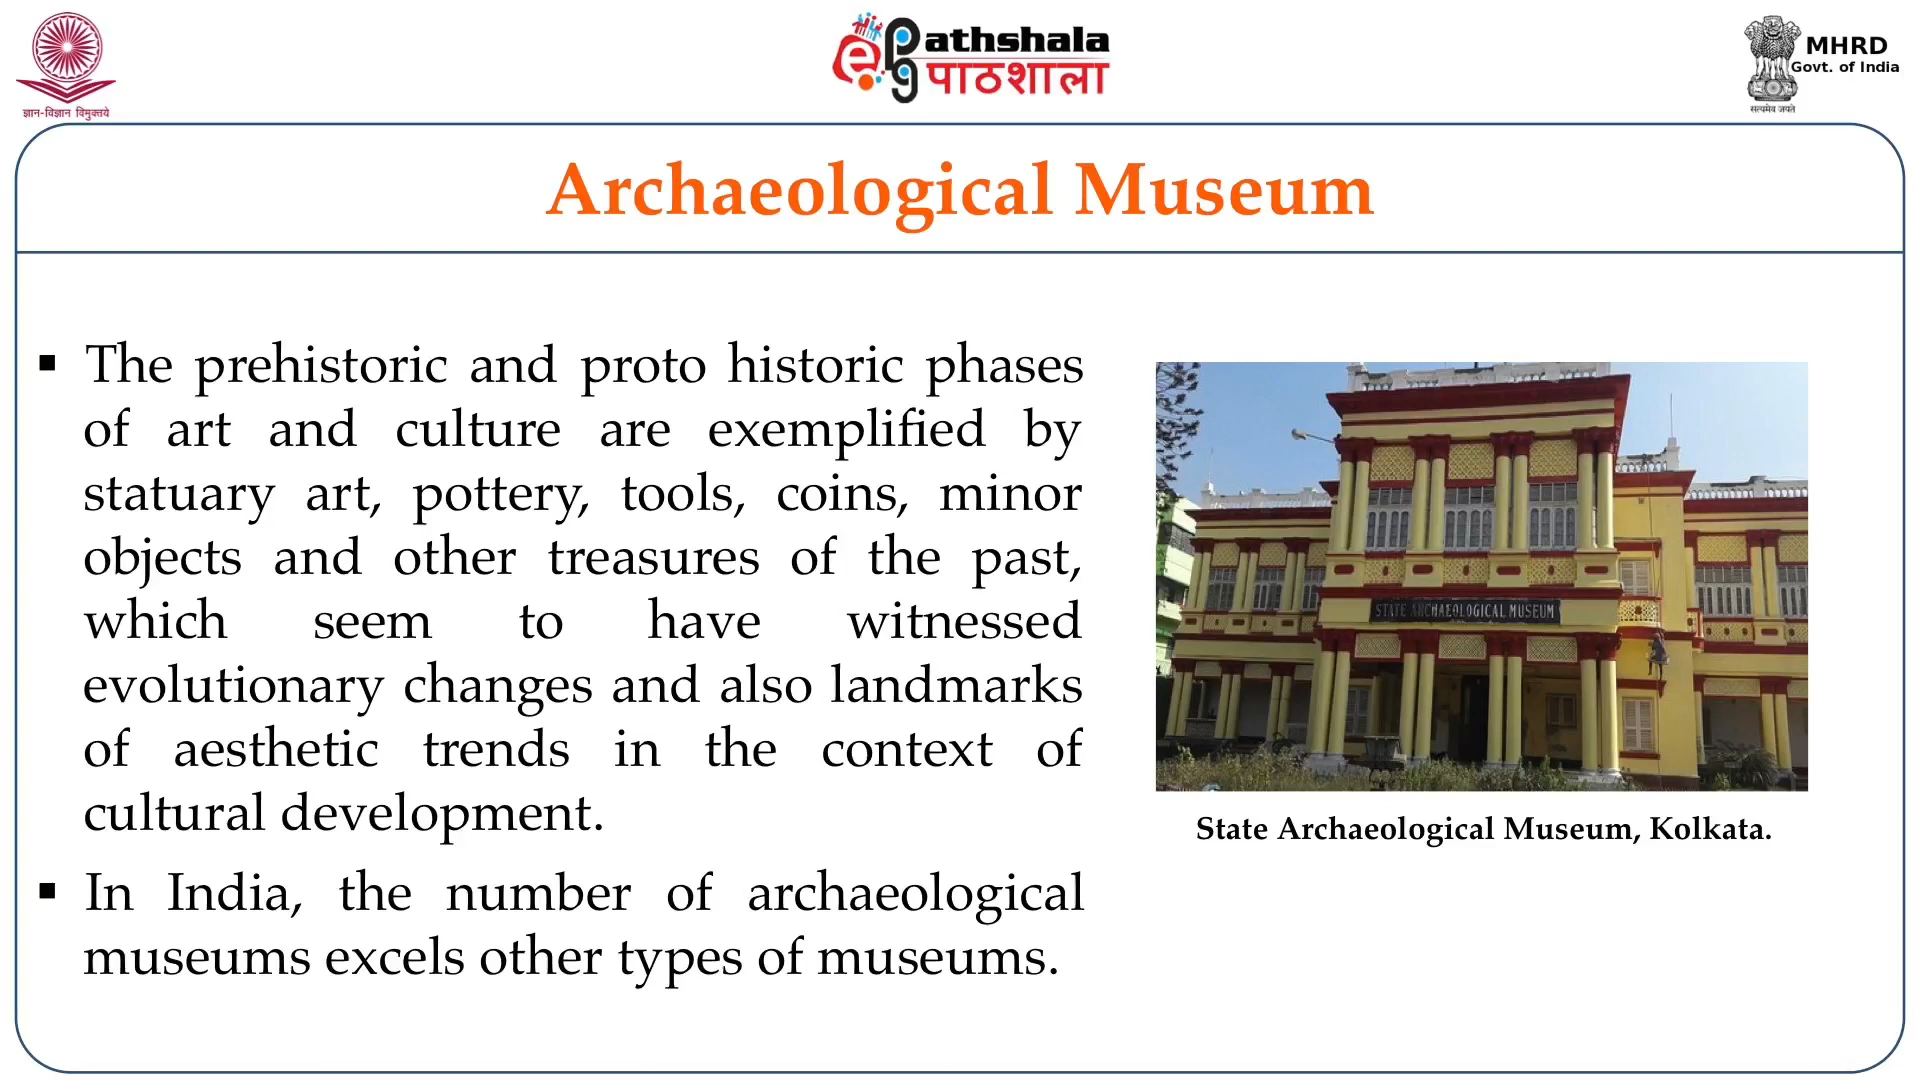 ज्ञान-विज्ञान विमुक्तये
ePathshala
पाठशाला
MHRD
Govt. of India
सत्यमेव जयते
Archaeological Museum
▪ The prehistoric and proto historic phases
of art and culture are exemplified by
statuary art, pottery, tools, coins, minor
objects and other treasures of the past,
which seem to have witnessed
evolutionary changes and also landmarks
of aesthetic trends in the context of
cultural development.
▪ In India, the number of archaeological
museums excels other types of museums.
STATE ARCHAEOLOGICAL MUSEUM
State Archaeological Museum, Kolkata.